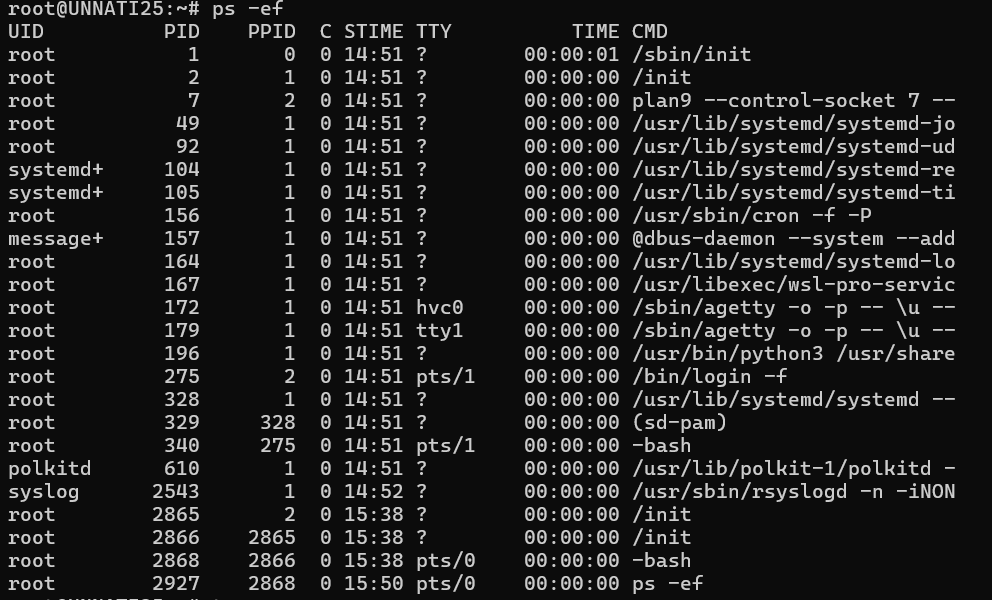 root@UNNATI25:~# ps -ef
UID PID PPID C STIME TTY TIME CMD
root 1 0 0 14:51 ? 00:00:01 /sbin/init
root 2 1 0 14:51 ? 00:00:00 /init
root 7 2 0 14:51 ? 00:00:00 plan9 --control-socket 7 --
root 49 1 0 14:51 ? 00:00:00 /usr/lib/systemd/systemd-jo
root 92 1 0 14:51 ? 00:00:00 /usr/lib/systemd/systemd-ud
systemd+ 104 1 0 14:51 ? 00:00:00 /usr/lib/systemd/systemd-re
systemd+ 105 1 0 14:51 ? 00:00:00 /usr/lib/systemd/systemd-ti
root 156 1 0 14:51 ? 00:00:00 /usr/sbin/cron -f -P
message+ 157 1 0 14:51 ? 00:00:00 @dbus-daemon --system --add
root 164 1 0 14:51 ? 00:00:00 /usr/lib/systemd/systemd-lo
root 167 1 0 14:51 ? 00:00:00 /usr/libexec/wsl-pro-servic
root 172 1 0 14:51 hvc0 00:00:00 /sbin/agetty -o -p -- \u --
root 179 1 0 14:51 tty1 00:00:00 /sbin/agetty -o -p -- \u --
root 196 1 0 14:51 ? 00:00:00 /usr/bin/python3 /usr/share
root 275 2 0 14:51 pts/1 00:00:00 /bin/login -f
root 328 1 0 14:51 ? 00:00:00 /usr/lib/systemd/systemd --
root 329 328 0 14:51 ? 00:00:00 (sd-pam)
root 340 275 0 14:51 pts/1 00:00:00 -bash
polkitd 610 1 0 14:51 ? 00:00:00 /usr/lib/polkit-1/polkitd -
syslog 2543 1 0 14:52 ? 00:00:00 /usr/sbin/rsyslogd -n -iNON
root 2865 2 0 15:38 ? 00:00:00 /init
root 2866 2865 0 15:38 ? 00:00:00 /init
root 2868 2866 0 15:38 pts/0 00:00:00 -bash
root 2927 2868 0 15:50 pts/0 00:00:00 ps -ef